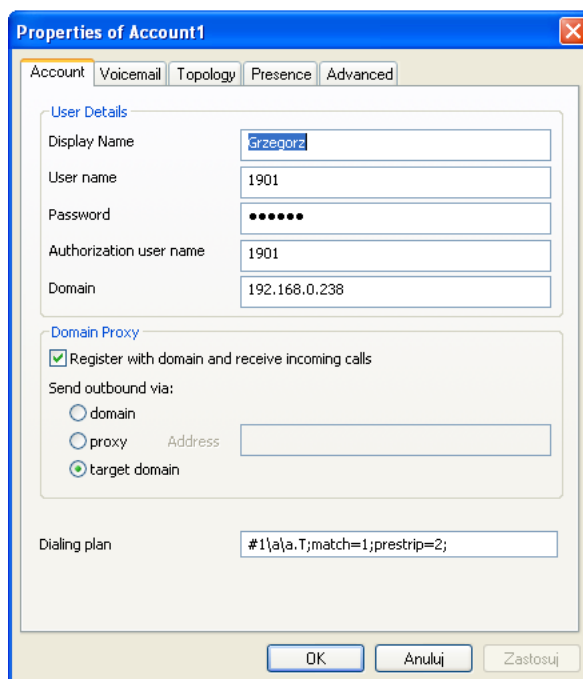 Properties of Account1
Account Voicemail Topology Presence Advanced
User Details
Display Name Grzegorz
User name 1901
Password ●●●●●●
Authorization user name 1901
Domain 192.168.0.238
Domain Proxy
Register with domain and receive incoming calls
Send outbound via:
domain
proxy Address
target domain
Dialing plan #1\a\a.T;match=1;prestrip=2;
OK Anuluj Zastosuj